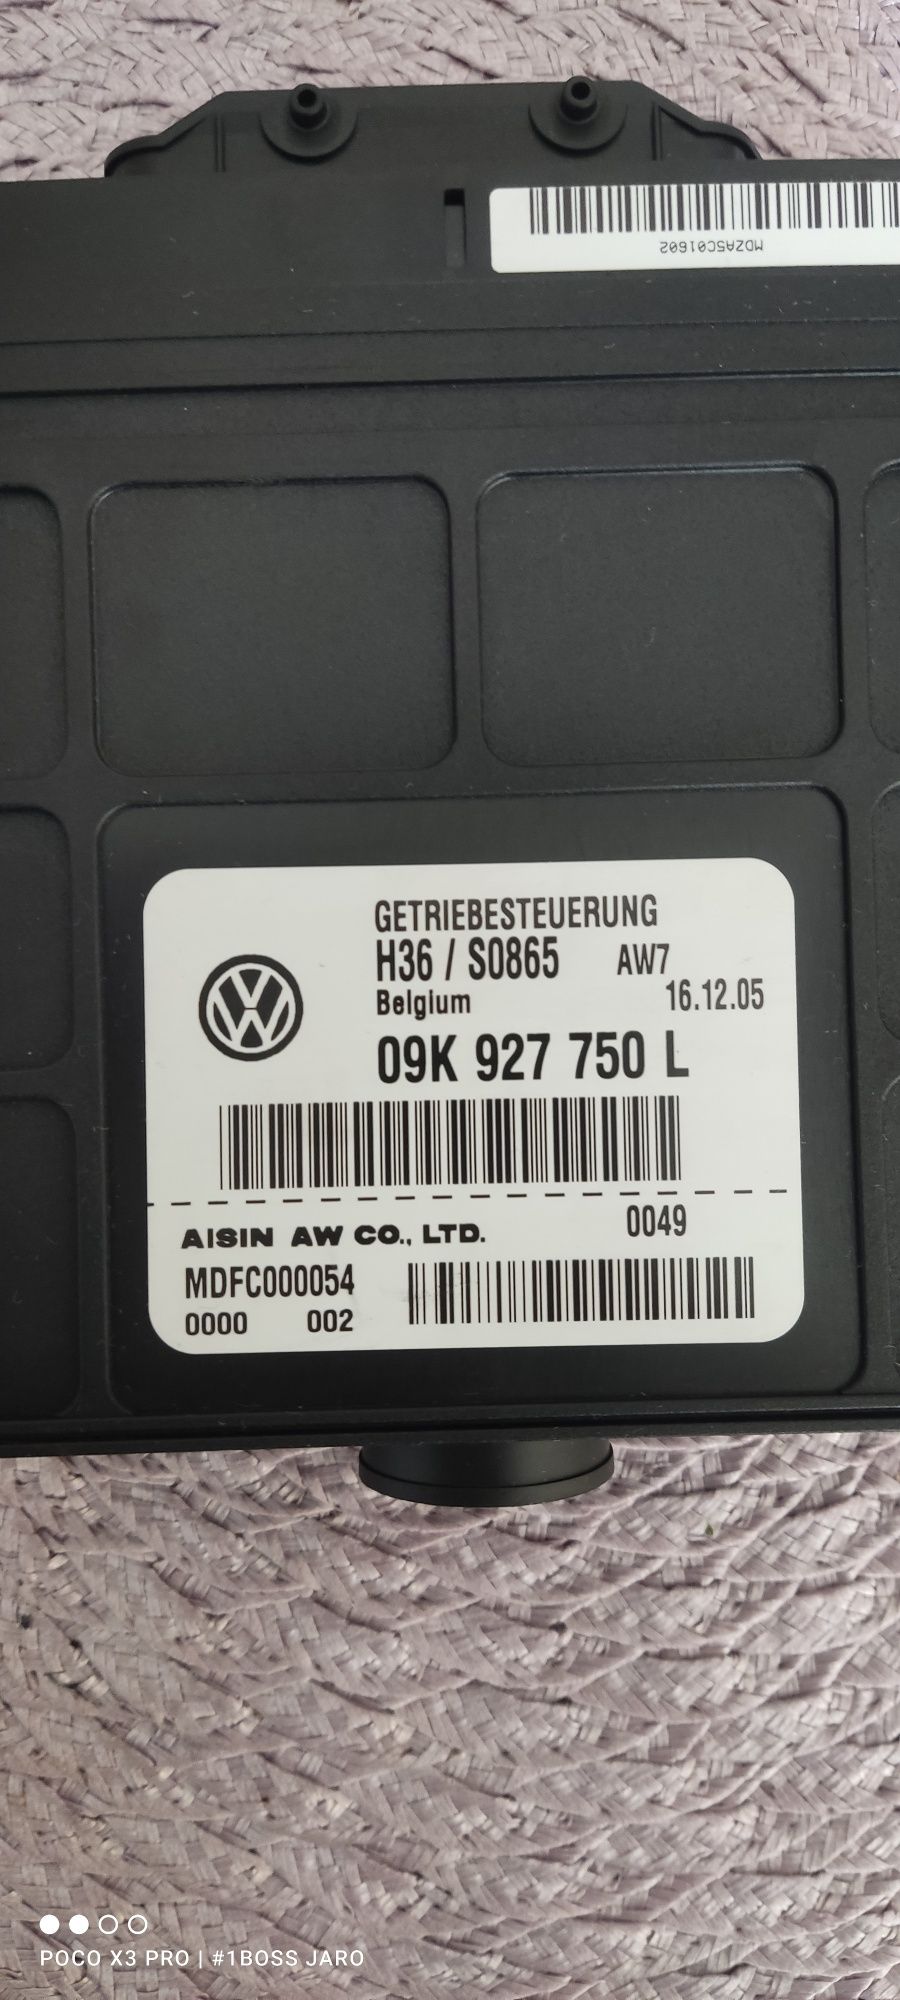 MDZA5C01602
GETRIEBESTEUERUNG
H36 / S0865 AW7
Belgium 16.12.05
09K 927 750 L
AISIN AW CO., LTD. 0049
MDFC000054
0000 002
POCO X3 PRO | #1BOSS JARO